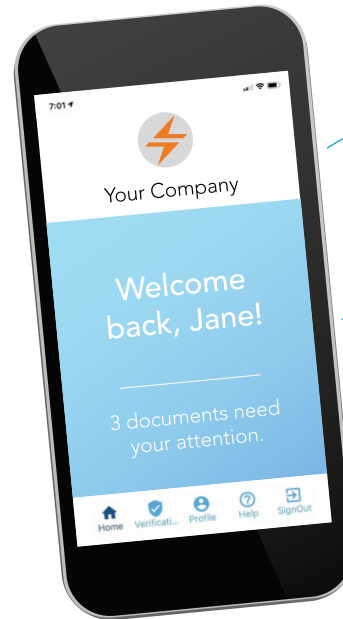 7:01
Your Company
Welcome
back, Jane!
3 documents need
your attention.
Home Verificati... Profile Help SignOut